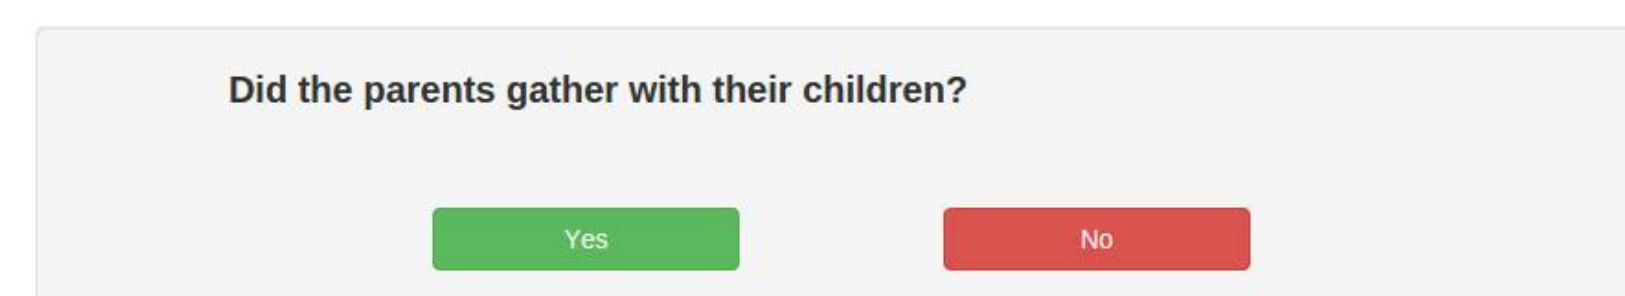 Did the parents gather with their children?
Yes
No